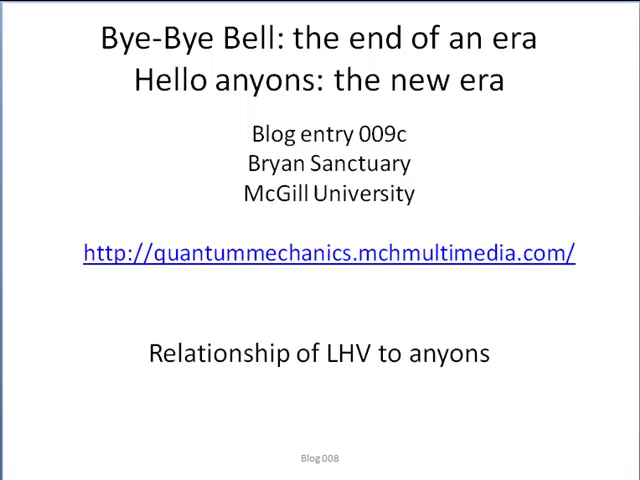 Bye-Bye Bell: the end of an era
Hello anyons: the new era
Blog entry 009c
Bryan Sanctuary
McGill University
http://quantummechanics.mchmultimedia.com/
Relationship of LHV to anyons
Blog 008